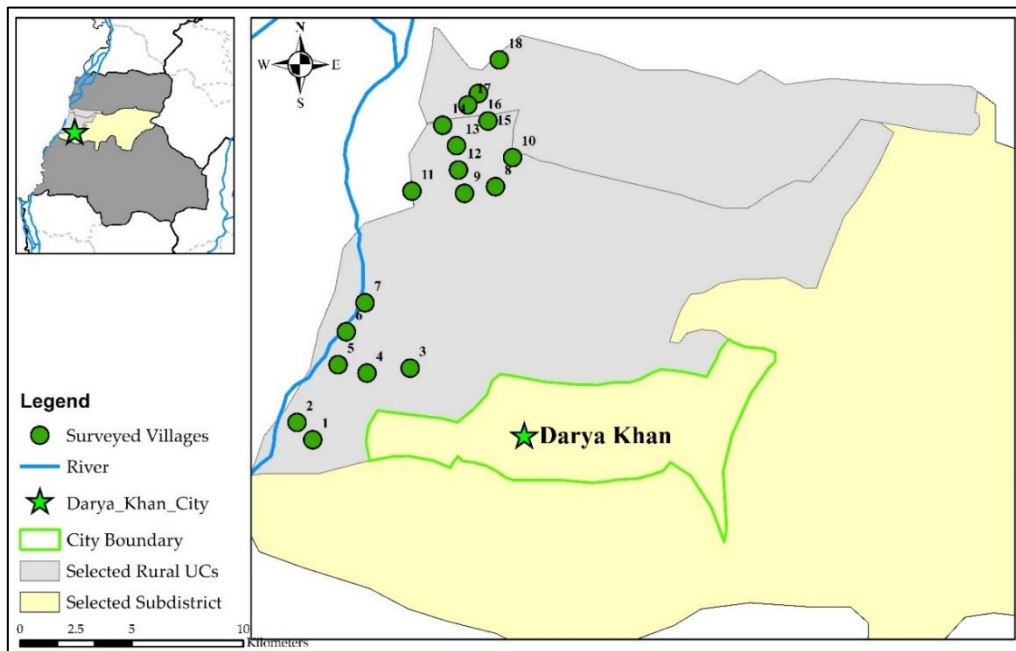 N
W E
S
18
17
16
14
15
13
12
10
11
9
8
7
6
5
4
3
2
1
Darya Khan
Legend
Surveyed Villages
River
Darya_Khan_City
City Boundary
Selected Rural UCs
Selected Subdistrict
0 2.5 5 10
Kilometers